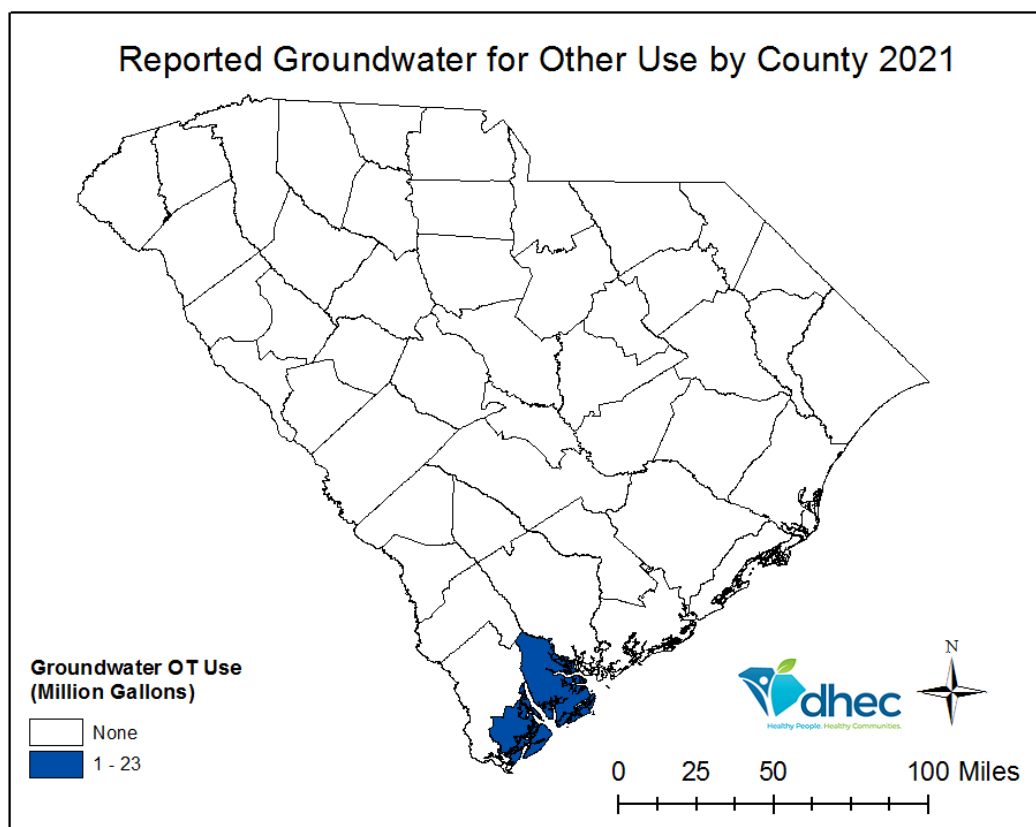 Reported Groundwater for Other Use by County 2021
Groundwater OT Use
(Million Gallons)
None
1 - 23
dhec
Healthy People. Healthy Communities.
N
0 25 50 100 Miles